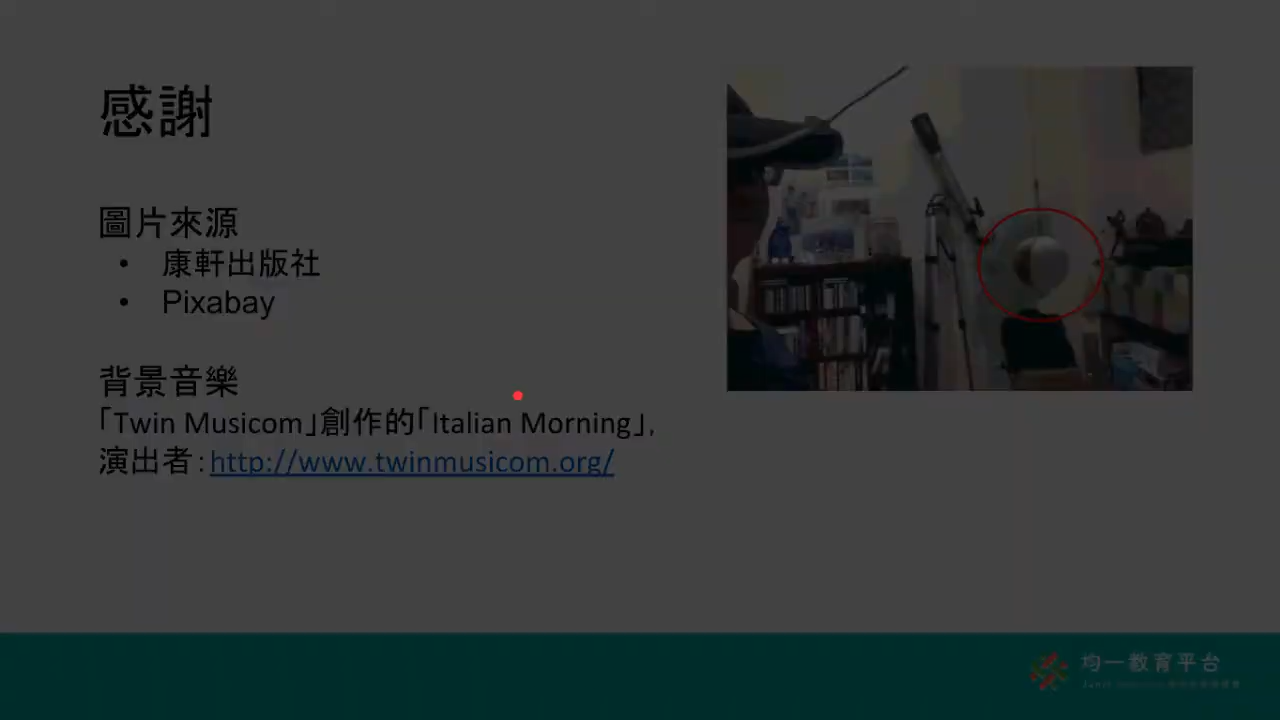 感謝
圖片來源
• 康軒出版社
• Pixabay
背景音樂
「Twin Musicom」創作的「Italian Morning」,
演出者：http://www.twinmusicom.org/
均一教育平台